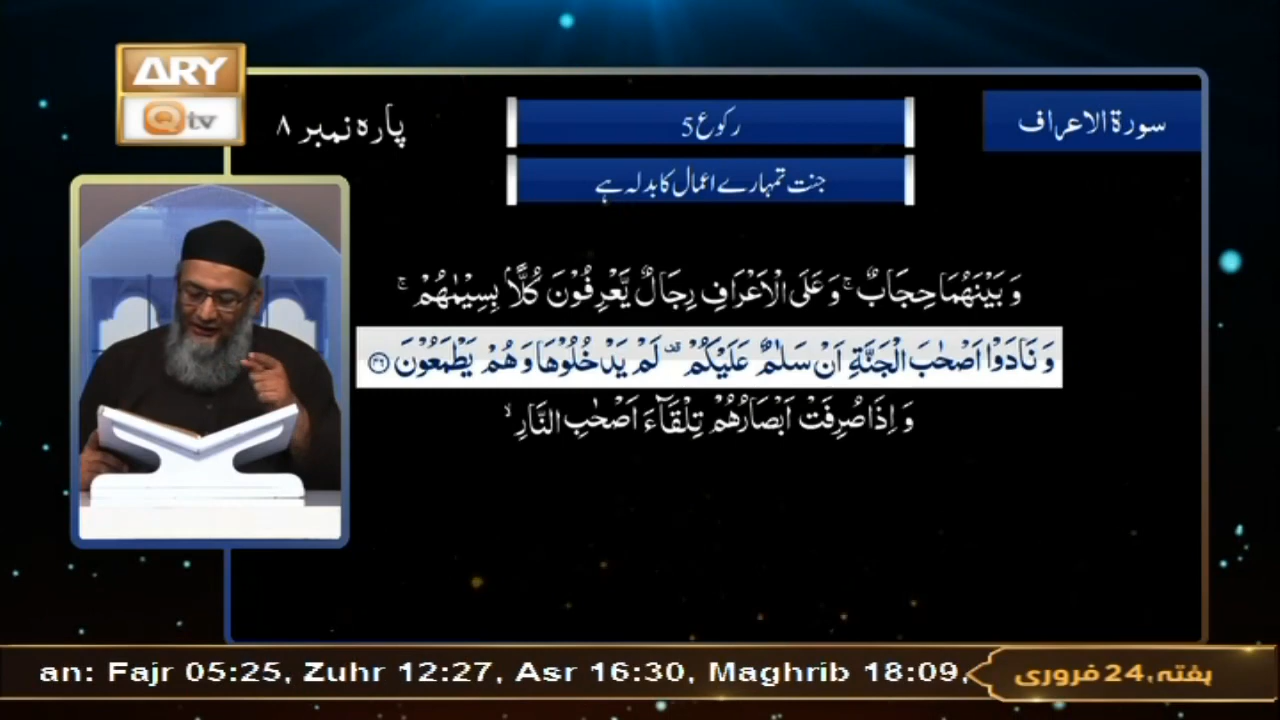 ARY
Qtv
پارہ نمبر ۸
رکوع 5
سورۃ الاعراف
جنت تمہارے اعمال کا بدلہ ہے
وَ بَیْنَهُمَا حِجَابٌ ۚ وَ عَلَی الْاَعْرَافِ رِجَالٌ یَّعْرِفُوْنَ كُلًّۢا بِسِیْمٰىهُمْ ۚ
وَ نَادَوْا اَصْحٰبَ الْجَنَّةِ اَنْ سَلٰمٌ عَلَیْكُمْ ۫ لَمْ یَدْخُلُوْهَا وَ هُمْ یَطْمَعُوْنَ ۴۶
وَ اِذَا صُرِفَتْ اَبْصَارُهُمْ تِلْقَآءَ اَصْحٰبِ النَّارِ ۙ
an: Fajr 05:25, Zuhr 12:27, Asr 16:30, Maghrib 18:09,
ہفتہ, 24 فروری